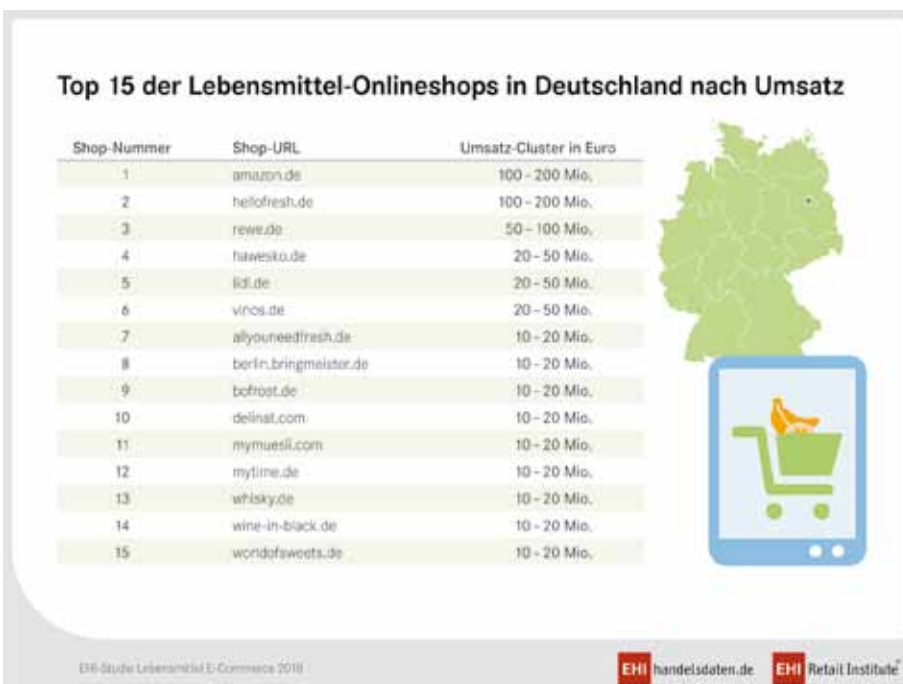 Top 15 der Lebensmittel-Onlineshops in Deutschland nach Umsatz
Shop-Nummer Shop-URL Umsatz-Cluster in Euro
1 amazon.de 100 - 200 Mio.
2 hellofresh.de 100 - 200 Mio.
3 rewe.de 50 - 100 Mio.
4 hawesko.de 20 - 50 Mio.
5 lidl.de 20 - 50 Mio.
6 vinos.de 20 - 50 Mio.
7 allyouneedfresh.de 10 - 20 Mio.
8 berlin.bringmeister.de 10 - 20 Mio.
9 bofrost.de 10 - 20 Mio.
10 delinat.com 10 - 20 Mio.
11 mymuesli.com 10 - 20 Mio.
12 mytime.de 10 - 20 Mio.
13 whisky.de 10 - 20 Mio.
14 wine-in-black.de 10 - 20 Mio.
15 worldofsweets.de 10 - 20 Mio.
EHI-Studie Lebensmittel E-Commerce 2018
EHI handelsdaten.de EHI Retail Institute®